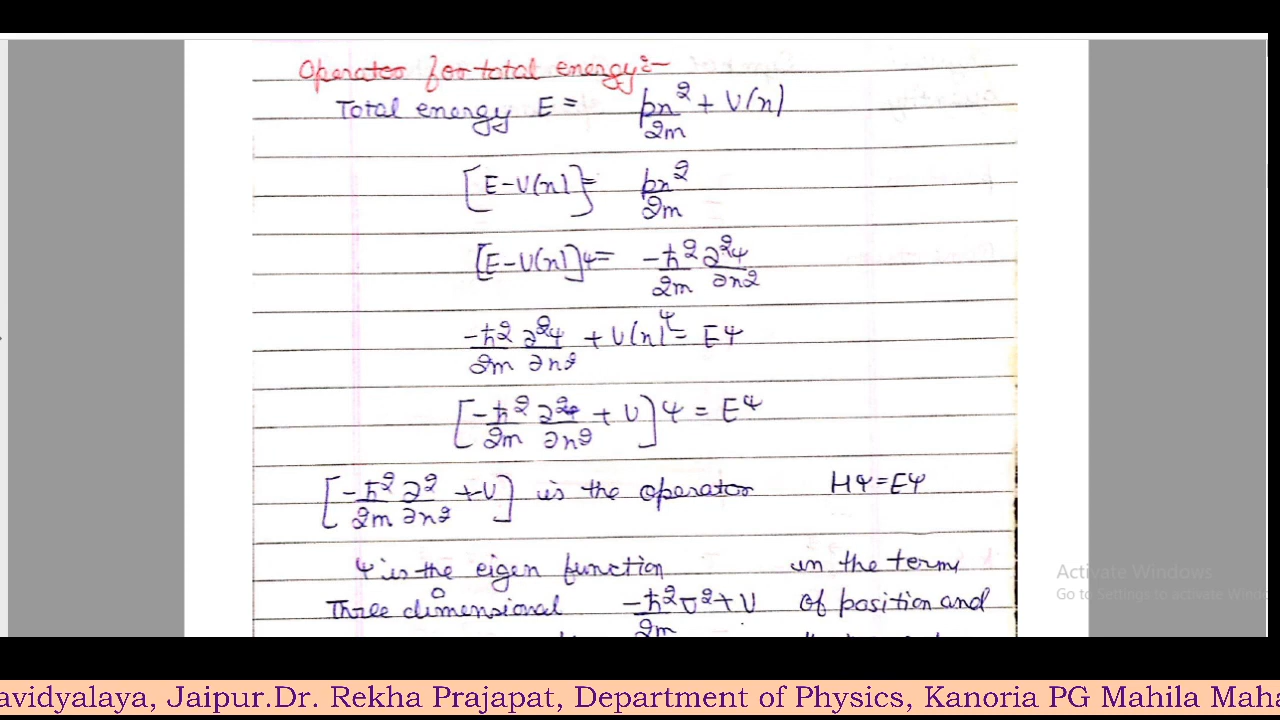 Operator for total energy:-
Total energy E = px²/2m + V(x)
[E-V(x)] = px²/2m
[E-V(x)]ψ = -ħ²/2m ∂²ψ/∂x²
-ħ²/2m ∂²ψ/∂x² + V(x)ψ = Eψ
[-ħ²/2m ∂²ψ/∂x² + V]ψ = Eψ
[-ħ²/2m ∂²/∂x² + V] is the operator Hψ=Eψ
ψ is the eigen function in the term
Three dimensional -ħ²/2m ∇²+V of position and
Activate Windows
Go to Settings to activate Windo
avidyalaya, Jaipur.Dr. Rekha Prajapat, Department of Physics, Kanoria PG Mahila Maha